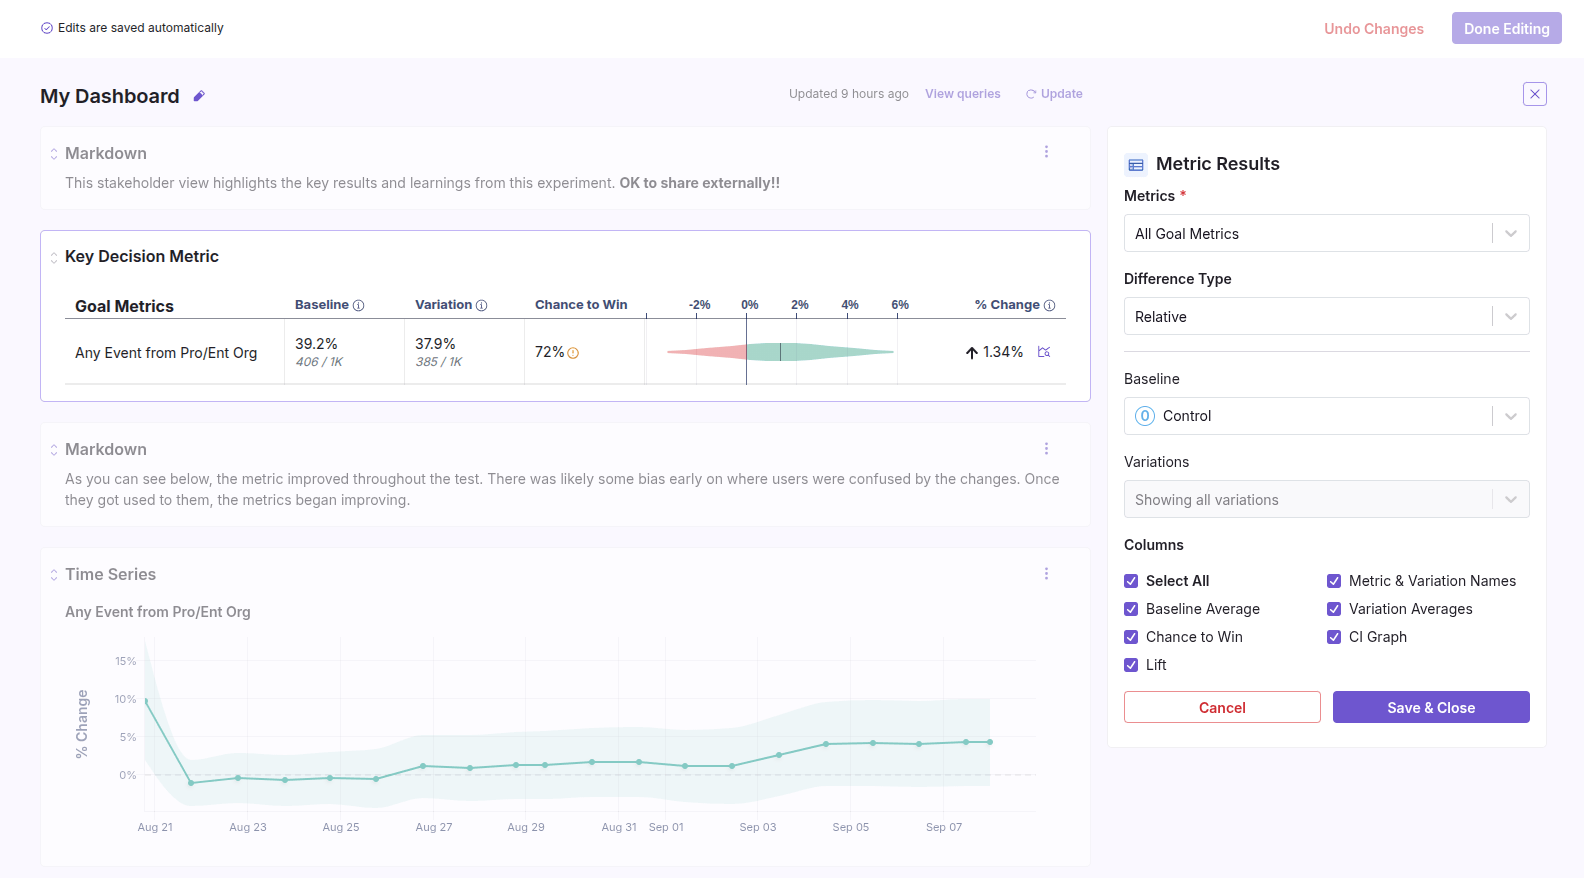 Edits are saved automatically
Undo Changes
Done Editing
My Dashboard
Updated 9 hours ago
View queries
Update
Markdown
This stakeholder view highlights the key results and learnings from this experiment. OK to share externally!!
Key Decision Metric
Goal Metrics
Baseline
Variation
Chance to Win
-2%
0%
2%
4%
6%
% Change
Any Event from Pro/Ent Org
39.2%
406 / 1K
37.9%
385 / 1K
72%
1.34%
Markdown
As you can see below, the metric improved throughout the test. There was likely some bias early on where users were confused by the changes. Once
they got used to them, the metrics began improving.
Time Series
Any Event from Pro/Ent Org
% Change
15%
10%
5%
0%
Aug 21
Aug 23
Aug 25
Aug 27
Aug 29
Aug 31
Sep 01
Sep 03
Sep 05
Sep 07
Metric Results
Metrics *
All Goal Metrics
Difference Type
Relative
Baseline
0 Control
Variations
Showing all variations
Columns
Select All
Metric & Variation Names
Baseline Average
Variation Averages
Chance to Win
CI Graph
Lift
Cancel
Save & Close